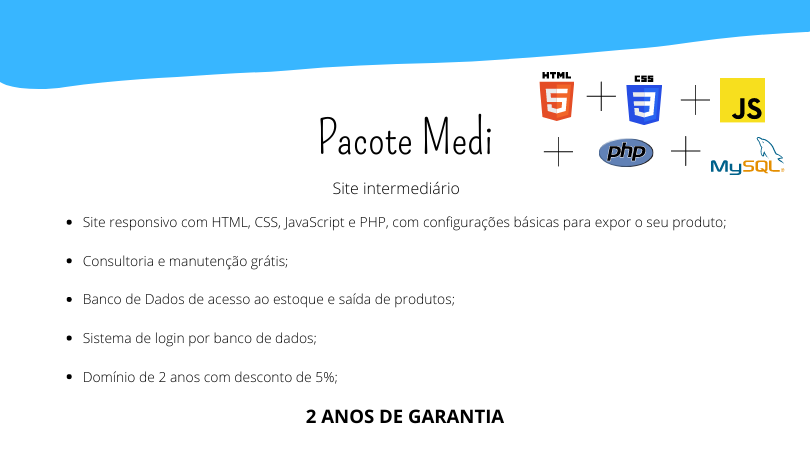 HTML
CSS
5
3
JS
Pacote Medi
php
MySQL
Site intermediário
Site responsivo com HTML, CSS, JavaScript e PHP, com configurações básicas para expor o seu produto;
Consultoria e manutenção grátis;
Banco de Dados de acesso ao estoque e saída de produtos;
Sistema de login por banco de dados;
Domínio de 2 anos com desconto de 5%;
2 ANOS DE GARANTIA